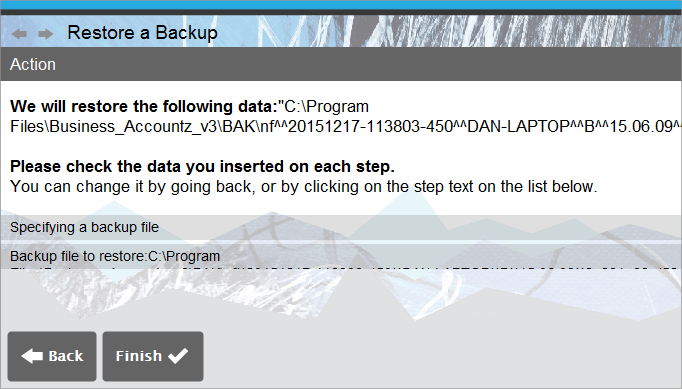 Restore a Backup
Action
We will restore the following data:"C:\Program
Files\Business_Accountz_v3\BAK\nf^^20151217-113803-450^^DAN-LAPTOP^^B^^15.06.09^^
Please check the data you inserted on each step.
You can change it by going back, or by clicking on the step text on the list below.
Specifying a backup file
Backup file to restore:C:\Program
Back
Finish